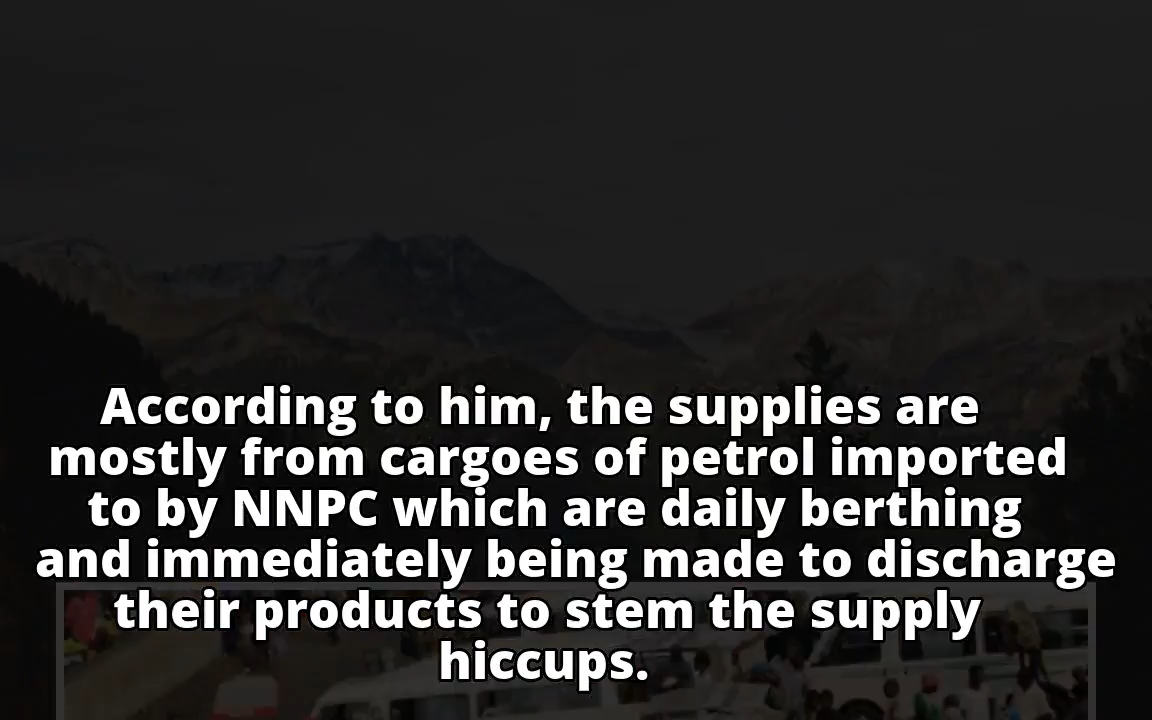 According to him, the supplies are
mostly from cargoes of petrol imported
to by NNPC which are daily berthing
and immediately being made to discharge
their products to stem the supply
hiccups.